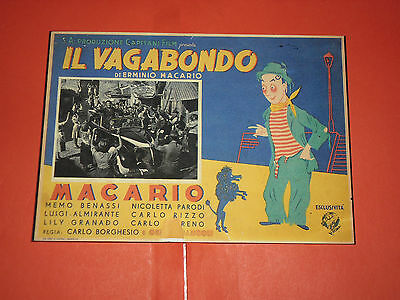 S.A. PRODUZIONE CAPITANI FILM presenta
IL VAGABONDO
DI ERMINIO MACARIO
MACARIO
MEMO BENASSI NICOLETTA PARODI
LUIGI ALMIRANTE CARLO RIZZO
LILY GRANADO CARLO RENO
REGIA: CARLO BORGHESIO
ESCLUSIVITÀ